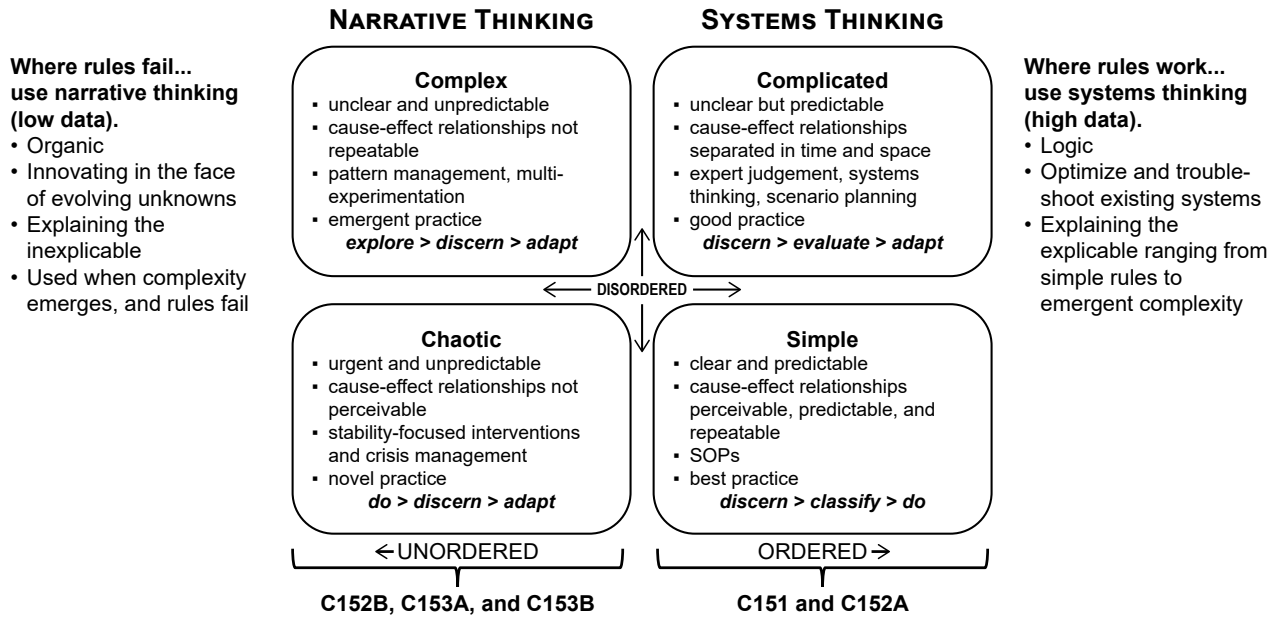 NARRATIVE THINKING
SYSTEMS THINKING
Where rules fail...
use narrative thinking
(low data).
• Organic
• Innovating in the face
of evolving unknowns
• Explaining the
inexplicable
• Used when complexity
emerges, and rules fail
Complex
▪ unclear and unpredictable
▪ cause-effect relationships not
repeatable
▪ pattern management, multi-
experimentation
▪ emergent practice
explore > discern > adapt
Complicated
▪ unclear but predictable
▪ cause-effect relationships
separated in time and space
▪ expert judgement, systems
thinking, scenario planning
▪ good practice
discern > evaluate > adapt
Where rules work...
use systems thinking
(high data).
• Logic
• Optimize and trouble-
shoot existing systems
• Explaining the
explicable ranging from
simple rules to
emergent complexity
DISORDERED
Chaotic
▪ urgent and unpredictable
▪ cause-effect relationships not
perceivable
▪ stability-focused interventions
and crisis management
▪ novel practice
do > discern > adapt
Simple
▪ clear and predictable
▪ cause-effect relationships
perceivable, predictable, and
repeatable
▪ SOPs
▪ best practice
discern > classify > do
←UNORDERED
ORDERED→
C152B, C153A, and C153B
C151 and C152A